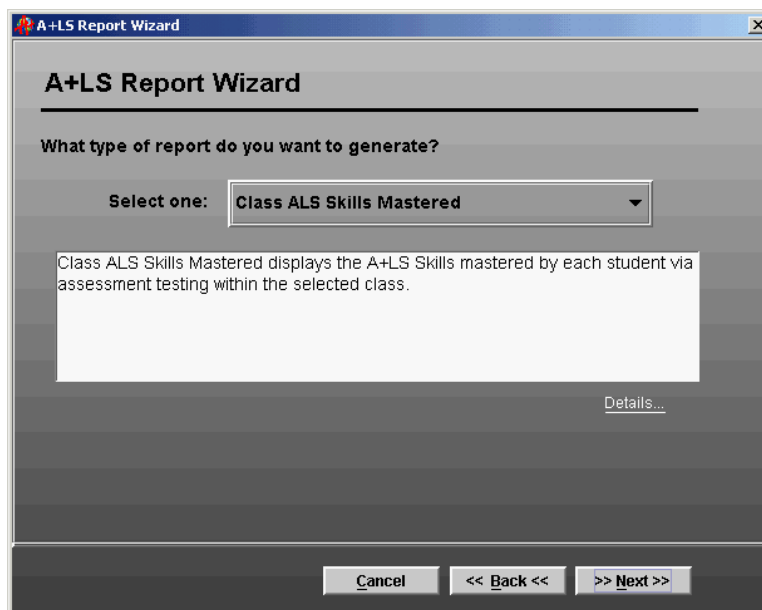 A+LS Report Wizard
A+LS Report Wizard
What type of report do you want to generate?
Select one: Class ALS Skills Mastered
Class ALS Skills Mastered displays the A+LS Skills mastered by each student via
assessment testing within the selected class.
Details...
Cancel << Back << >> Next >>